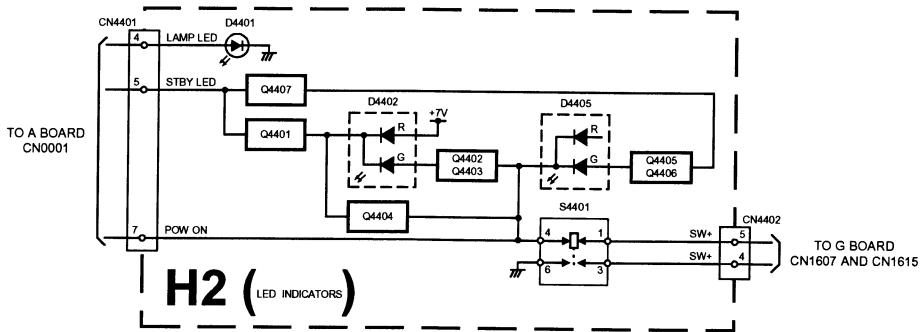 CN4401
D4401
4
LAMP LED
5
STBY LED
Q4407
D4402
+7V
D4405
TO A BOARD
CN0001
Q4401
R
R
G
Q4402
Q4403
G
Q4405
Q4406
Q4404
S4401
CN4402
7
POW ON
4
1
SW+
5
6
3
SW+
4
TO G BOARD
CN1607 AND CN1615
H2 (LED INDICATORS)